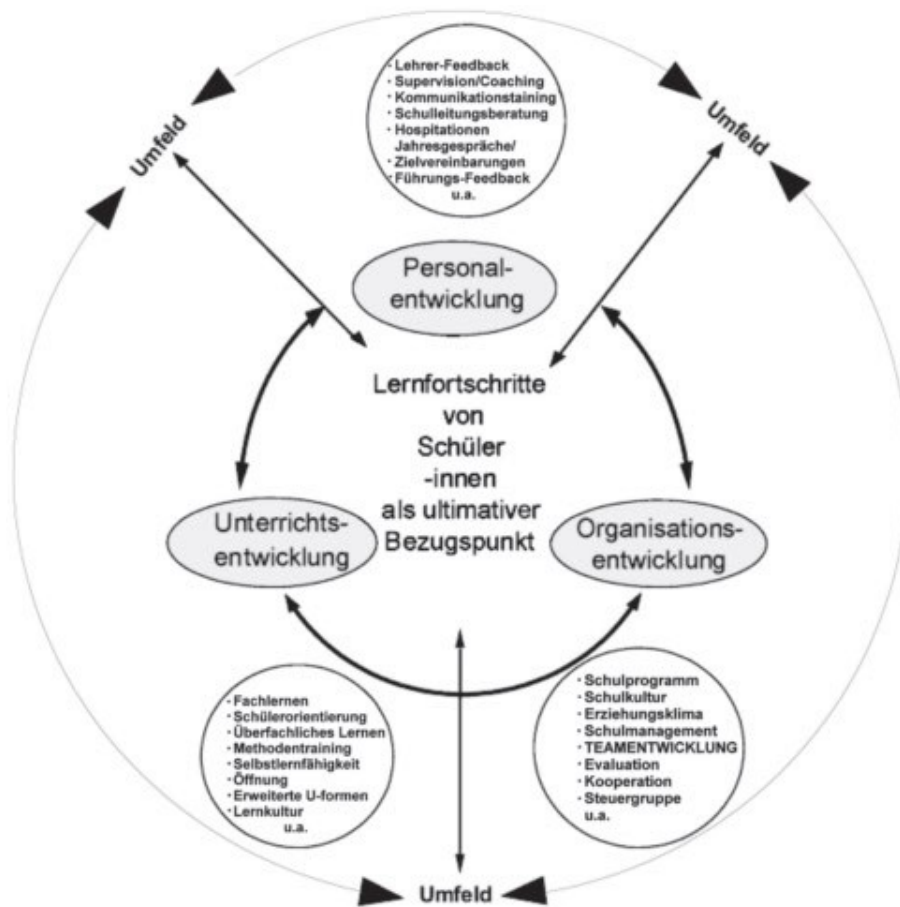 · Lehrer-Feedback
· Supervision/Coaching
· Kommunikationstaining
· Schulleitungsberatung
· Hospitationen
Jahresgespräche/
· Zielvereinbarungen
· Führungs-Feedback
u.a.
Umfeld
Umfeld
Personal-
entwicklung
Lernfortschritte
von
Schüler
-innen
als ultimativer
Bezugspunkt
Unterrichts-
entwicklung
Organisations-
entwicklung
· Fachlernen
· Schülerorientierung
· Überfachliches Lernen
· Methodentraining
· Selbstlernfähigkeit
· Öffnung
· Erweiterte U-formen
· Lernkultur
u.a.
· Schulprogramm
· Schulkultur
· Erziehungsklima
· Schulmanagement
· TEAMENTWICKLUNG
· Evaluation
· Kooperation
· Steuergruppe
u.a.
Umfeld